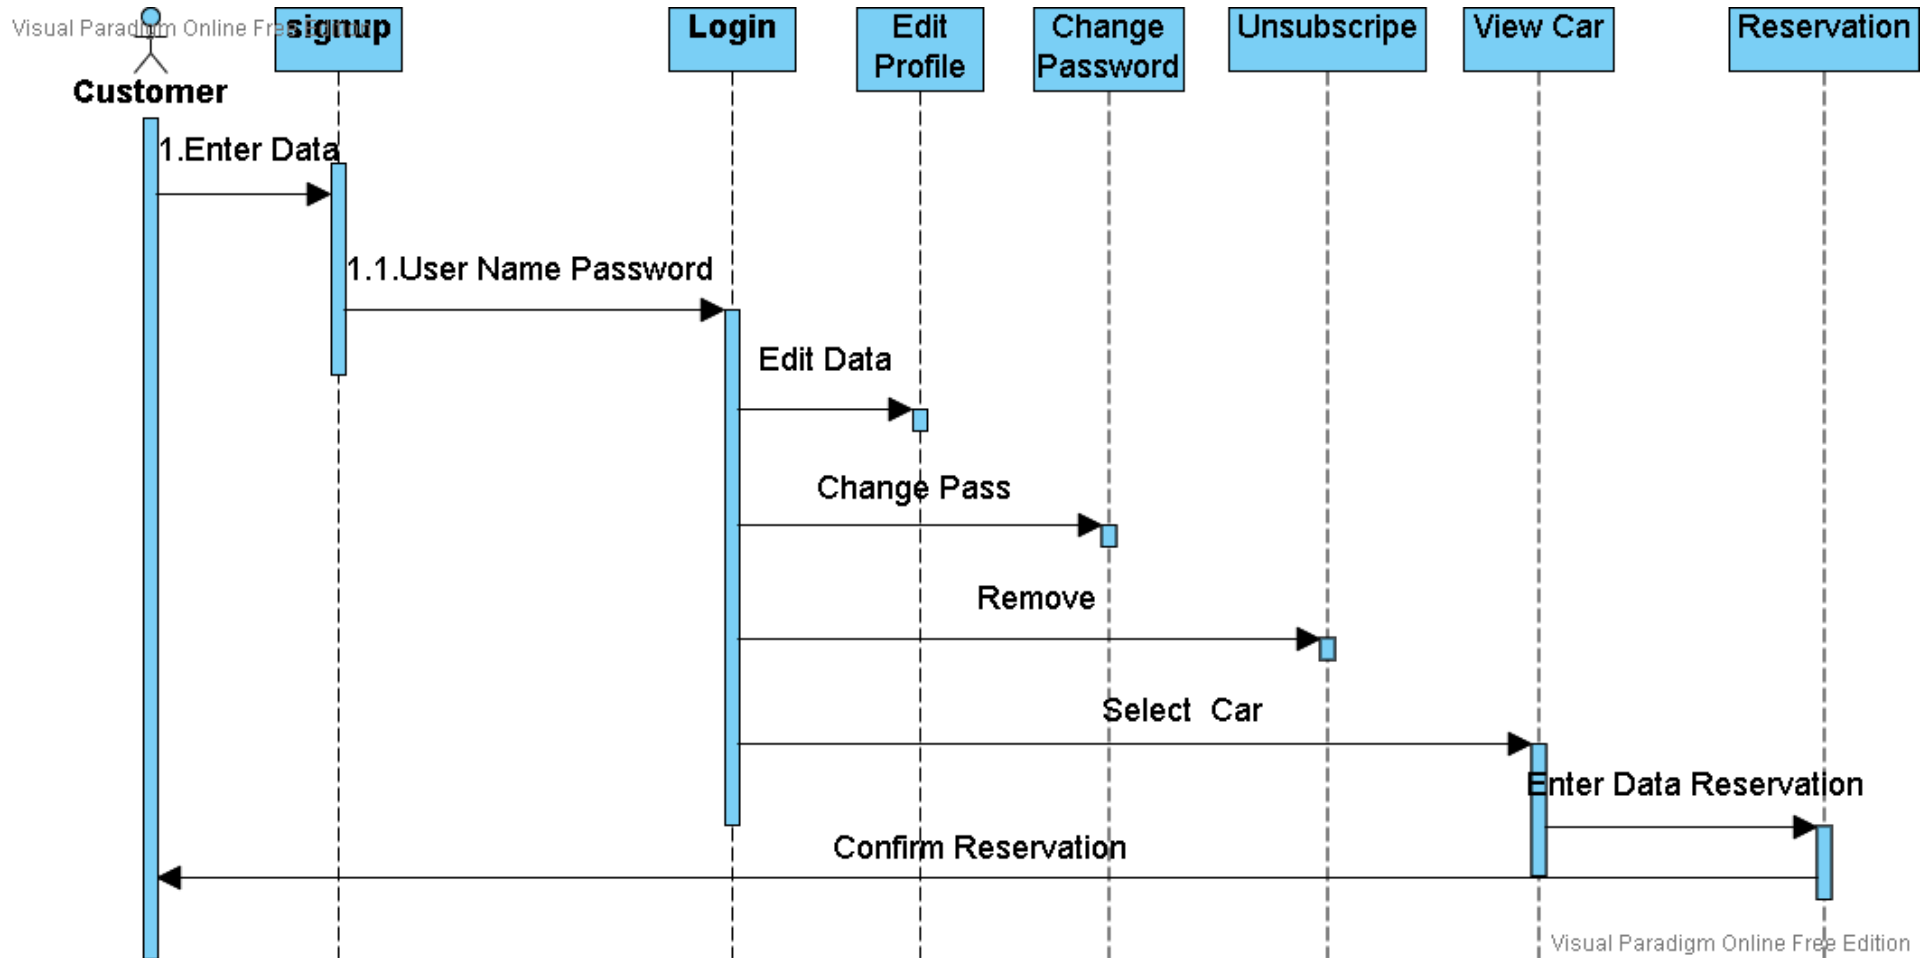 Visual Paradigm Online Free Edition
signup
Login
Edit
Profile
Change
Password
Unsubscripe
View Car
Reservation
Customer
1.Enter Data
1.1.User Name Password
Edit Data
Change Pass
Remove
Select  Car
Enter Data Reservation
Confirm Reservation
Visual Paradigm Online Free Edition